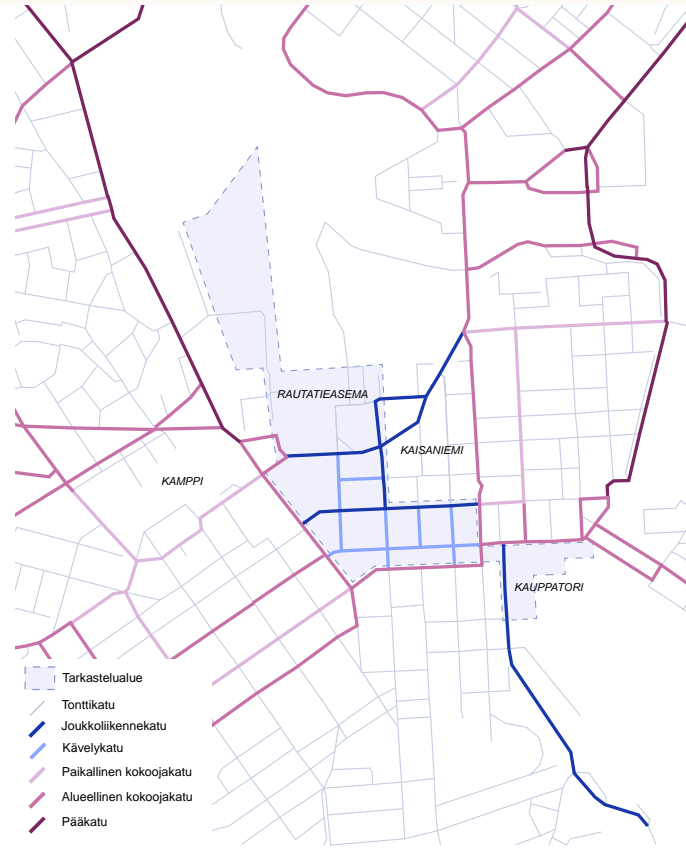 RAUTATIEASEMA
KAISANIEMI
KAMPPI
KAUPPATORI
Tarkastelualue
Tonttikatu
Joukkoliikennekatu
Kävelykatu
Paikallinen kokoojakatu
Alueellinen kokoojakatu
Pääkatu